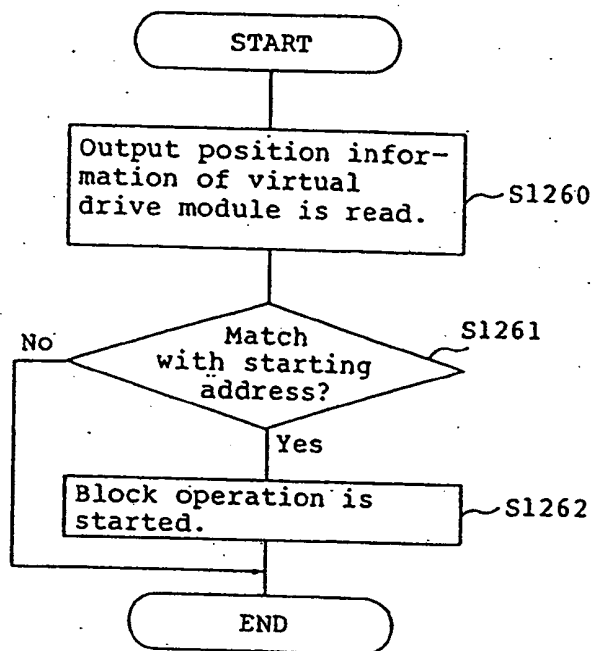 START
Output position infor-
mation of virtual
drive module is read.
S1260
Match
with starting
address?
S1261
No
Yes
Block operation is
started.
S1262
END